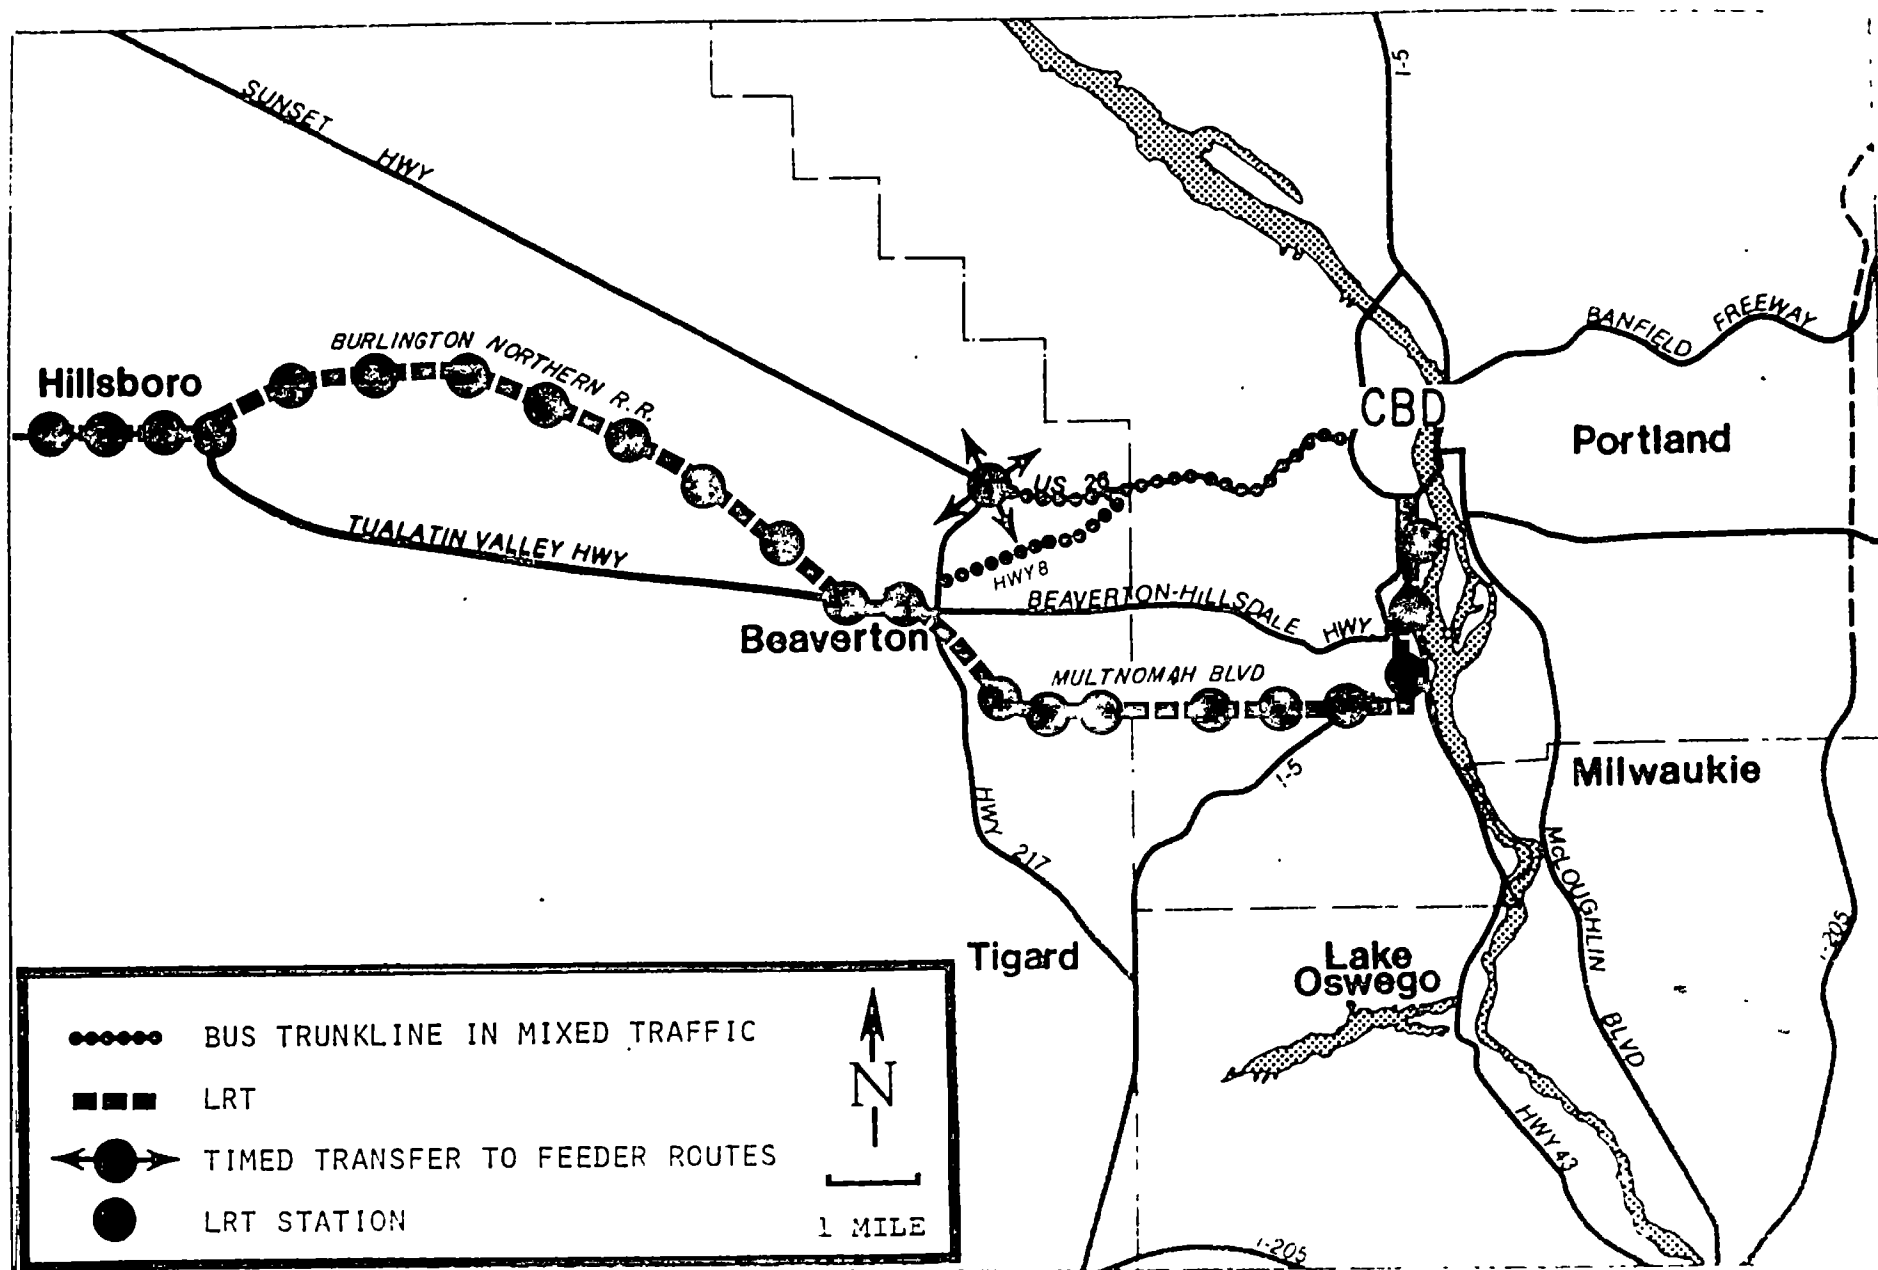 I-5
SUNSET HWY
BURLINGTON NORTHERN R.R.
BANFIELD FREEWAY
Hillsboro
CBD
Portland
US 26
TUALATIN VALLEY HWY
HWY 8
BEAVERTON-HILLSDALE HWY
Beaverton
MULTNOMAH BLVD
I-5
Milwaukie
HWY 217
McLOUGHLIN BLVD
I-205
Tigard
Lake
Oswego
HWY 43
I-205
BUS TRUNKLINE IN MIXED TRAFFIC
LRT
TIMED TRANSFER TO FEEDER ROUTES
LRT STATION
N
1 MILE